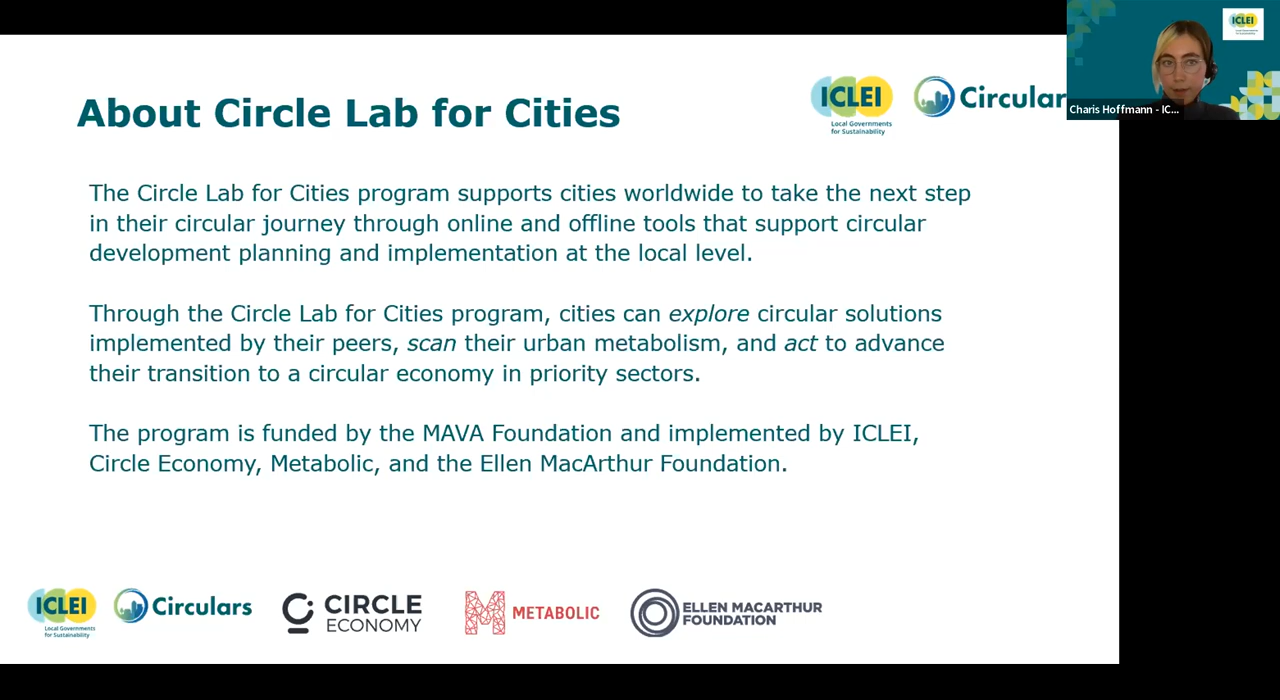 About Circle Lab for Cities
ICLEI
Local Governments
for Sustainability
Circular
ICLEI
Charis Hoffmann - IC...
The Circle Lab for Cities program supports cities worldwide to take the next step
in their circular journey through online and offline tools that support circular
development planning and implementation at the local level.
Through the Circle Lab for Cities program, cities can explore circular solutions
implemented by their peers, scan their urban metabolism, and act to advance
their transition to a circular economy in priority sectors.
The program is funded by the MAVA Foundation and implemented by ICLEI,
Circle Economy, Metabolic, and the Ellen MacArthur Foundation.
ICLEI
Local Governments
for Sustainability
Circulars
CIRCLE
ECONOMY
METABOLIC
ELLEN MACARTHUR
FOUNDATION